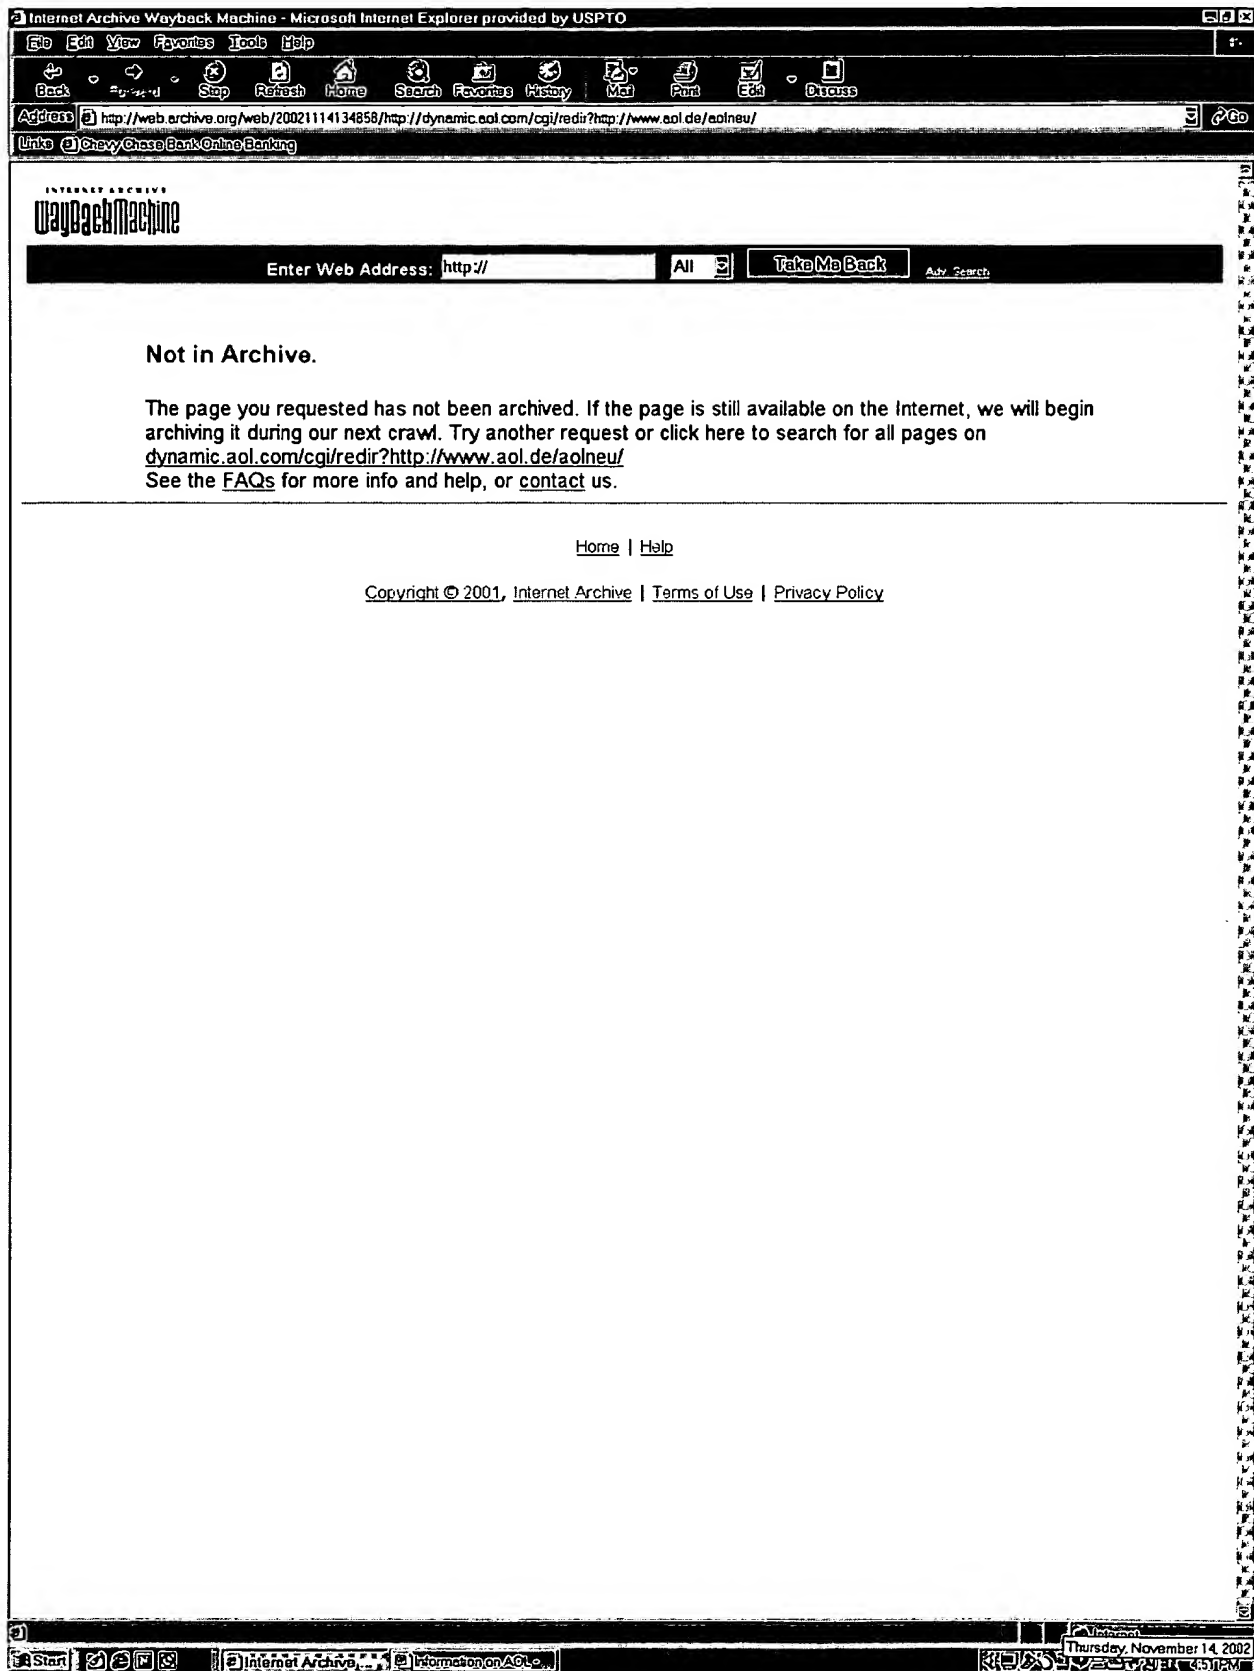 Internet Archive Wayback Machine - Microsoft Internet Explorer provided by USPTO
File Edit View Favorites Tools Help
Back Forward Stop Refresh Home Search Favorites History Mail Print Edit Discuss
Address http://web.archive.org/web/20021114134858/http://dynamic.aol.com/cgi/redir?http://www.aol.de/aolneu/ Go
Links Chevy Chase Bank Online Banking
INTERNET ARCHIVE
WayBackMachine
Enter Web Address: http:// All Take Me Back Adv. Search
Not in Archive.
The page you requested has not been archived. If the page is still available on the Internet, we will begin
archiving it during our next crawl. Try another request or click here to search for all pages on
dynamic.aol.com/cgi/redir?http://www.aol.de/aolneu/
See the FAQs for more info and help, or contact us.
Home | Help
Copyright © 2001, Internet Archive | Terms of Use | Privacy Policy
Internet
Thursday, November 14, 2002
Start Internet Archive... Information on AOL -... 4:51 PM